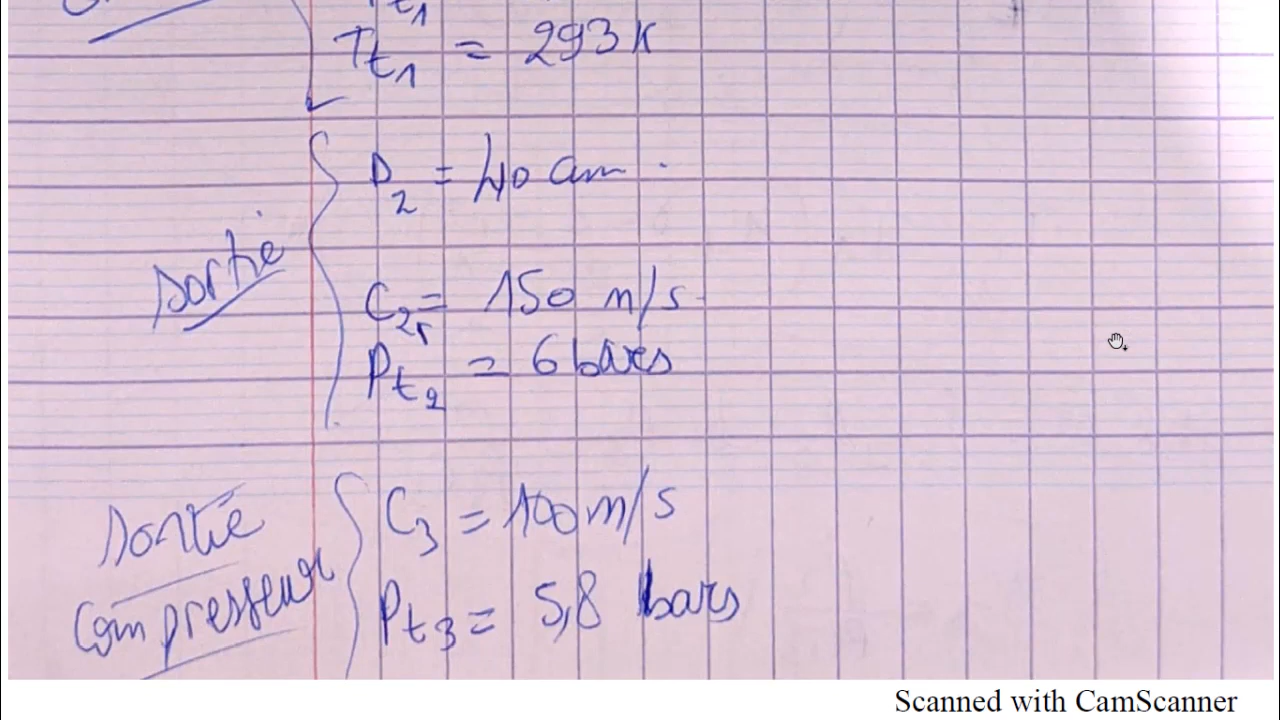 Tt1 = 293 K
Sortie
D2 = 40 cm.
C2r = 150 m/s
Pt2 = 6 bars
Sortie
Compresseur
C3 = 100 m/s
Pt3 = 5,8 bars
Scanned with CamScanner